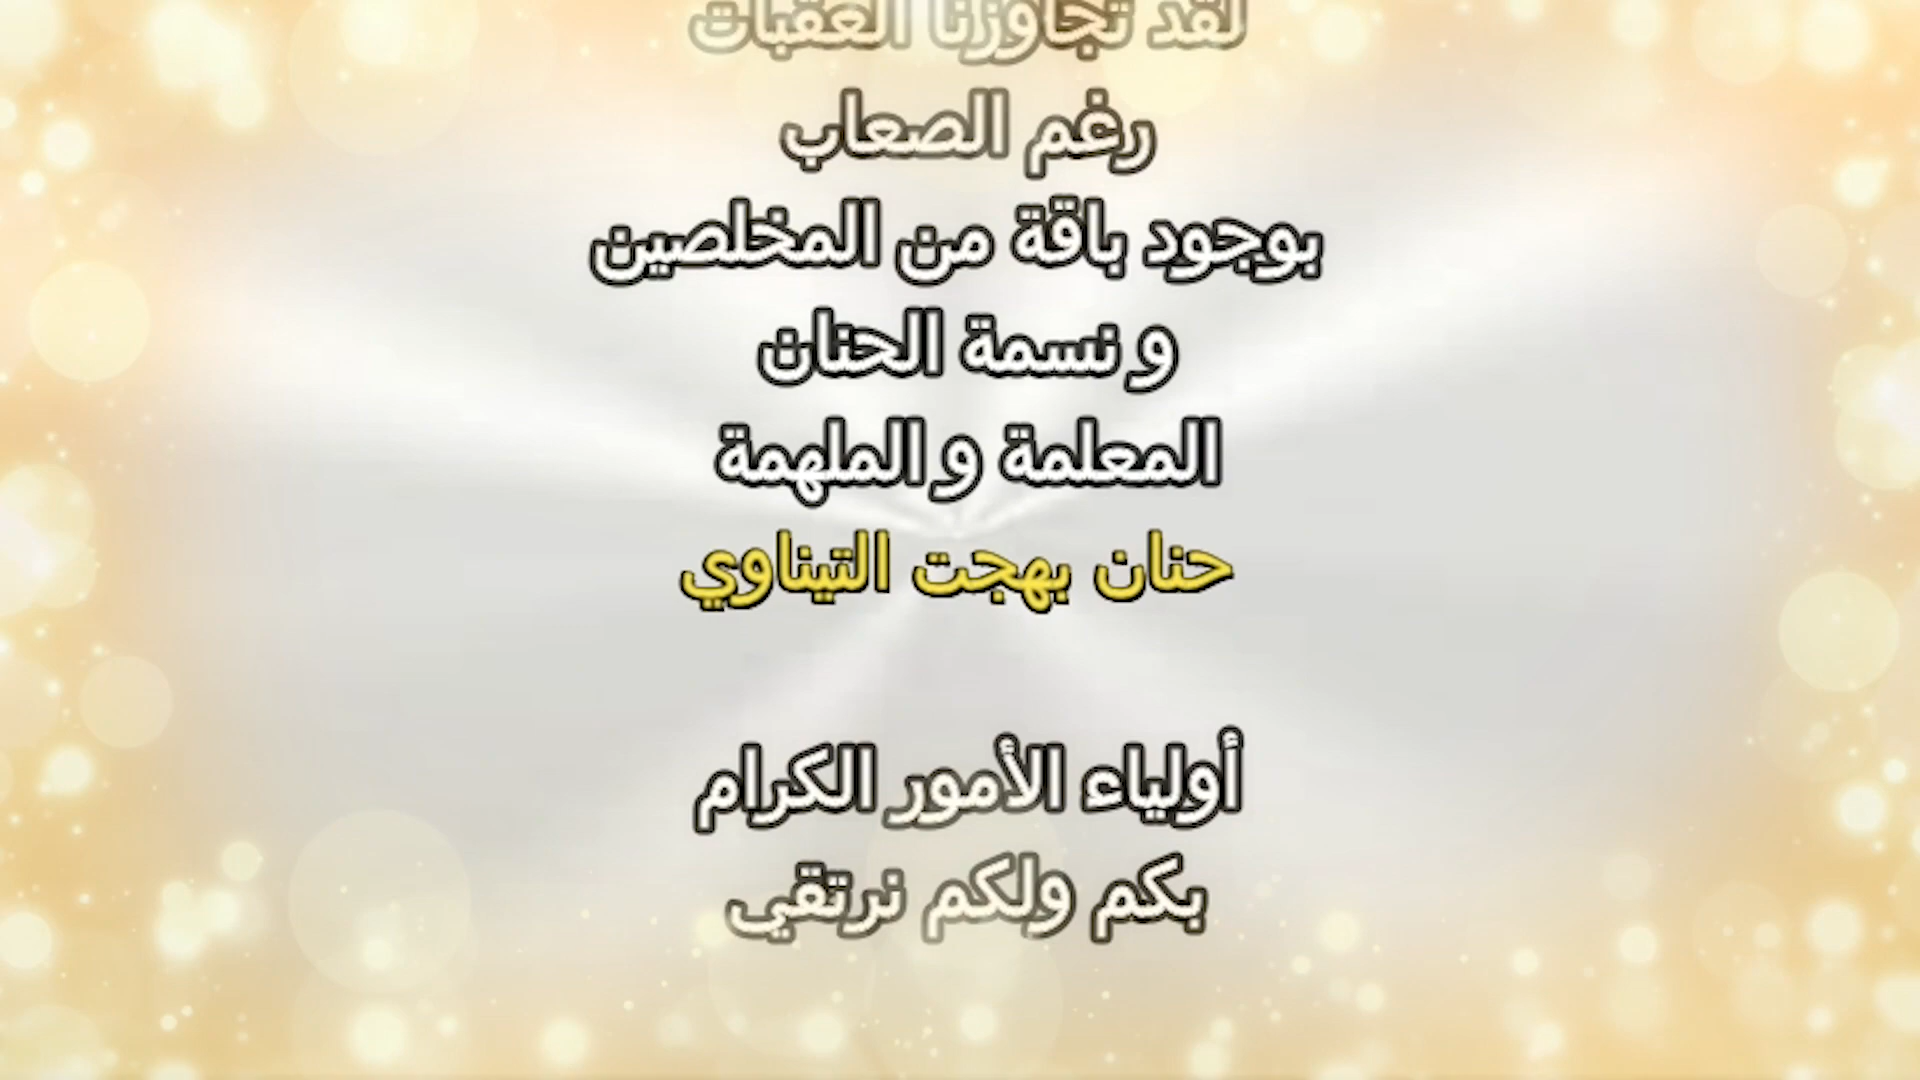 لقد تجاوزنا العقبات
رغم الصعاب
بوجود باقة من المخلصين
و نسمة الحنان
المعلمة و الملهمة
حنان بهجت التيناوي
أولياء الأمور الكرام
بكم ولكم نرتقي